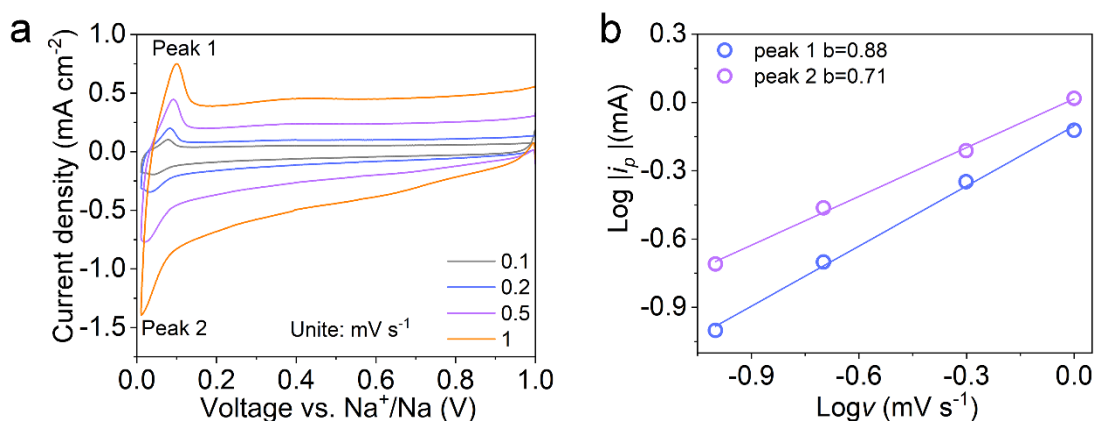 a
Peak 1
Current density (mA cm⁻²)
1.0
0.5
0.0
-0.5
-1.0
-1.5
0.1
0.2
0.5
1
Peak 2
Unite: mV s⁻¹
0.0 0.2 0.4 0.6 0.8 1.0
Voltage vs. Na⁺/Na (V)
b
peak 1 b=0.88
peak 2 b=0.71
Log |iₚ|(mA)
0.3
0.0
-0.3
-0.6
-0.9
-0.9 -0.6 -0.3 0.0
Logv (mV s⁻¹)